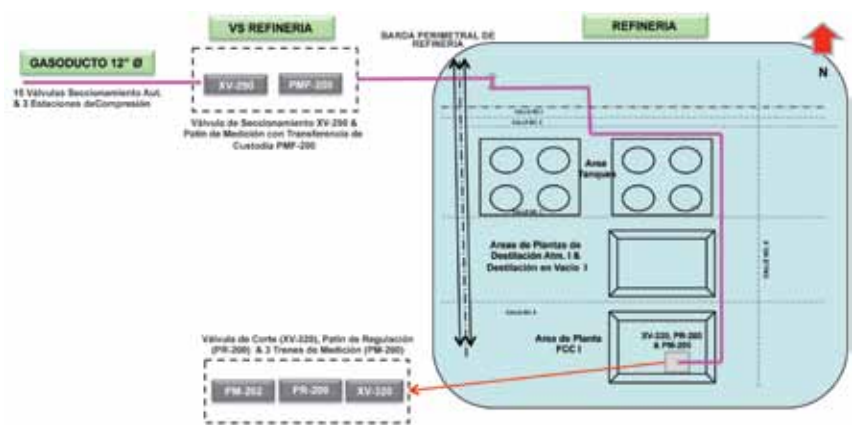 VS REFINERIA
REFINERIA
BARDA PERIMETRAL DE
REFINERIA
GASODUCTO 12" Ø
XV-290
PMF-200
N
15 Válvulas Seccionamiento Aut.
& 3 Estaciones deCompresión
Válvula de Seccionamiento XV-290 &
Patín de Medición con Transferencia de
Custodia PMF-200
Area
Tanques
Areas de Plantas de
Destilación Atm. I &
Destilación en Vacío I
Area de Planta
FCC I
XV-320, PR-200
& PM-200
Válvula de Corte (XV-320), Patín de Regulación
(PR-200) & 3 Trenes de Medición (PM-200)
PM-202
PR-200
XV-320